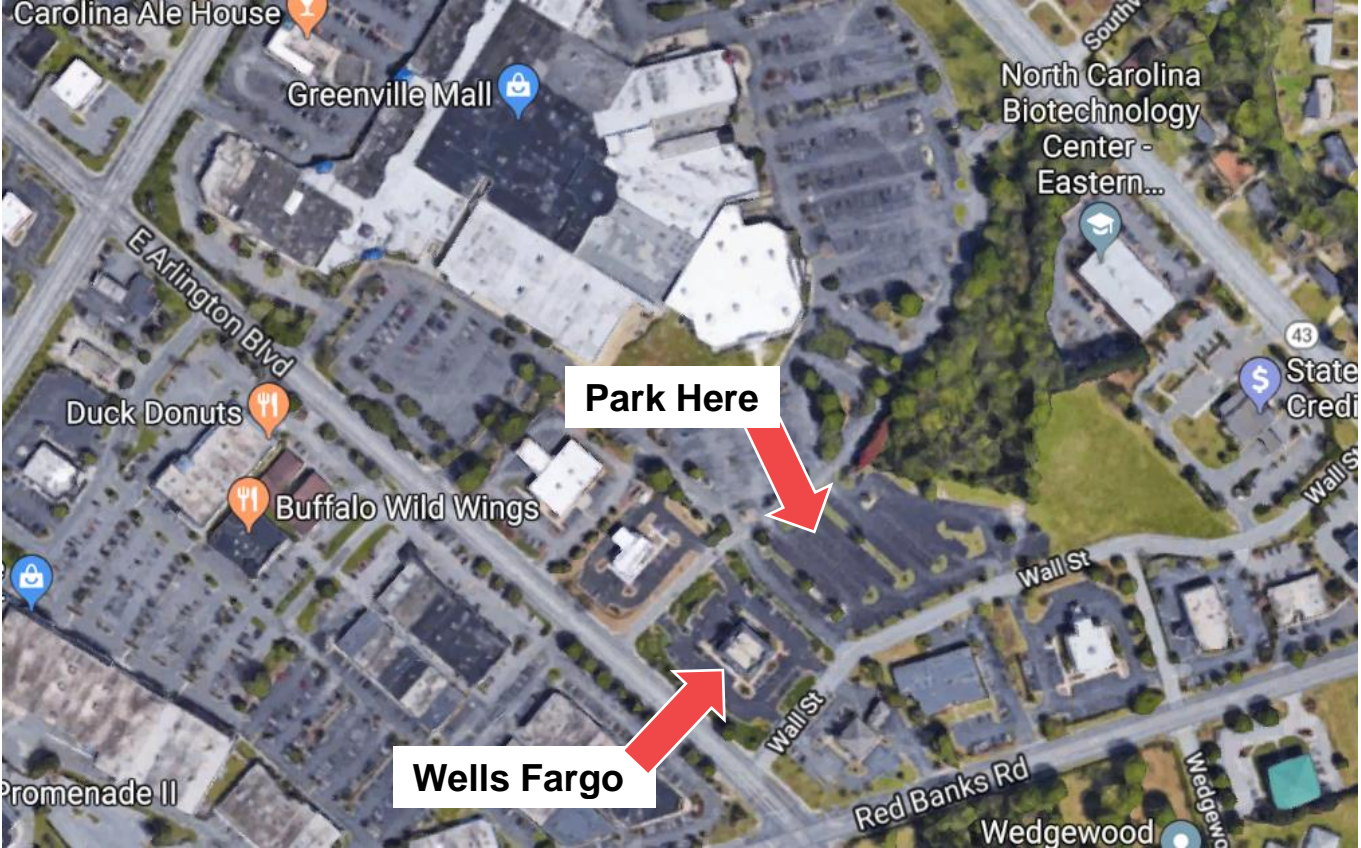 Carolina Ale House
Greenville Mall
North Carolina
Biotechnology
Center -
Eastern...
E Arlington Blvd
43
State
Credi
Park Here
Duck Donuts
Wall St
Buffalo Wild Wings
Wall St
Wall St
Wells Fargo
Promenade II
Red Banks Rd
Wedgewo
Wedgewood